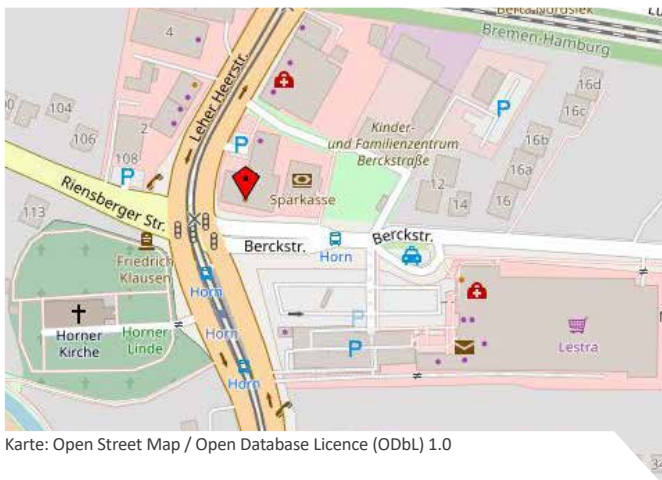 Berta-Nordsiek
Bremen-Hamburg
4
Leher Heerstr.
16d
16c
104
106
2
108
P
P
P
Kinder-
und Familienzentrum
Berckstraße
16b
16a
12
14
16
Riensberger Str.
113
Sparkasse
Berckstr.
Berckstr.
Horn
Friedrich
Klausen
Horn
Horner
Kirche
Horner
Linde
Horn
P
P
Lestra
Horn
Karte: Open Street Map / Open Database Licence (ODbL) 1.0